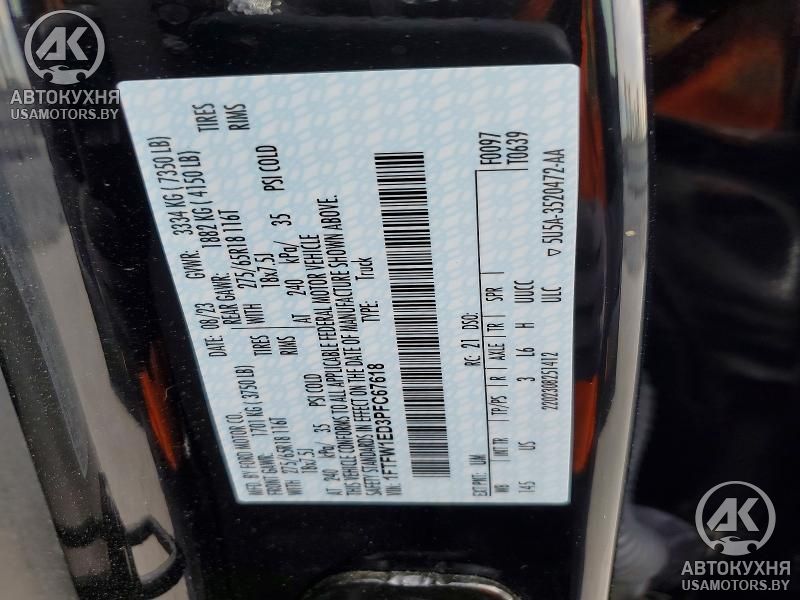 AK
АВТОКУХНЯ
USAMOTORS.BY
MFD. BY FORD MOTOR CO.
DATE: 08/23 GVWR: 3334 KG ( 7350 LB)
FRONT GAWR: 1701 KG ( 3750 LB) REAR GAWR: 1882 KG ( 4150 LB)
WITH 275/65R18 116T TIRES WITH 275/65R18 116T TIRES
18x7.5J RIMS 18x7.5J RIMS
AT 240 kPa/ 35 PSI COLD AT 240 kPa/ 35 PSI COLD
THIS VEHICLE CONFORMS TO ALL APPLICABLE FEDERAL MOTOR VEHICLE
SAFETY STANDARDS IN EFFECT ON THE DATE OF MANUFACTURE SHOWN ABOVE.
VIN: 1FTFW1ED3PFC67618 TYPE: Truck
F0097
T0639
EXT PNT: UM RC: 21 DSO:
WB INT TR TP/PS R AXLE TR SPR
145 US 3 L6 H UUCC
2202308251412 ULC ▽ 5U5A-3520472-AA
AK
АВТОКУХНЯ
USAMOTORS.BY